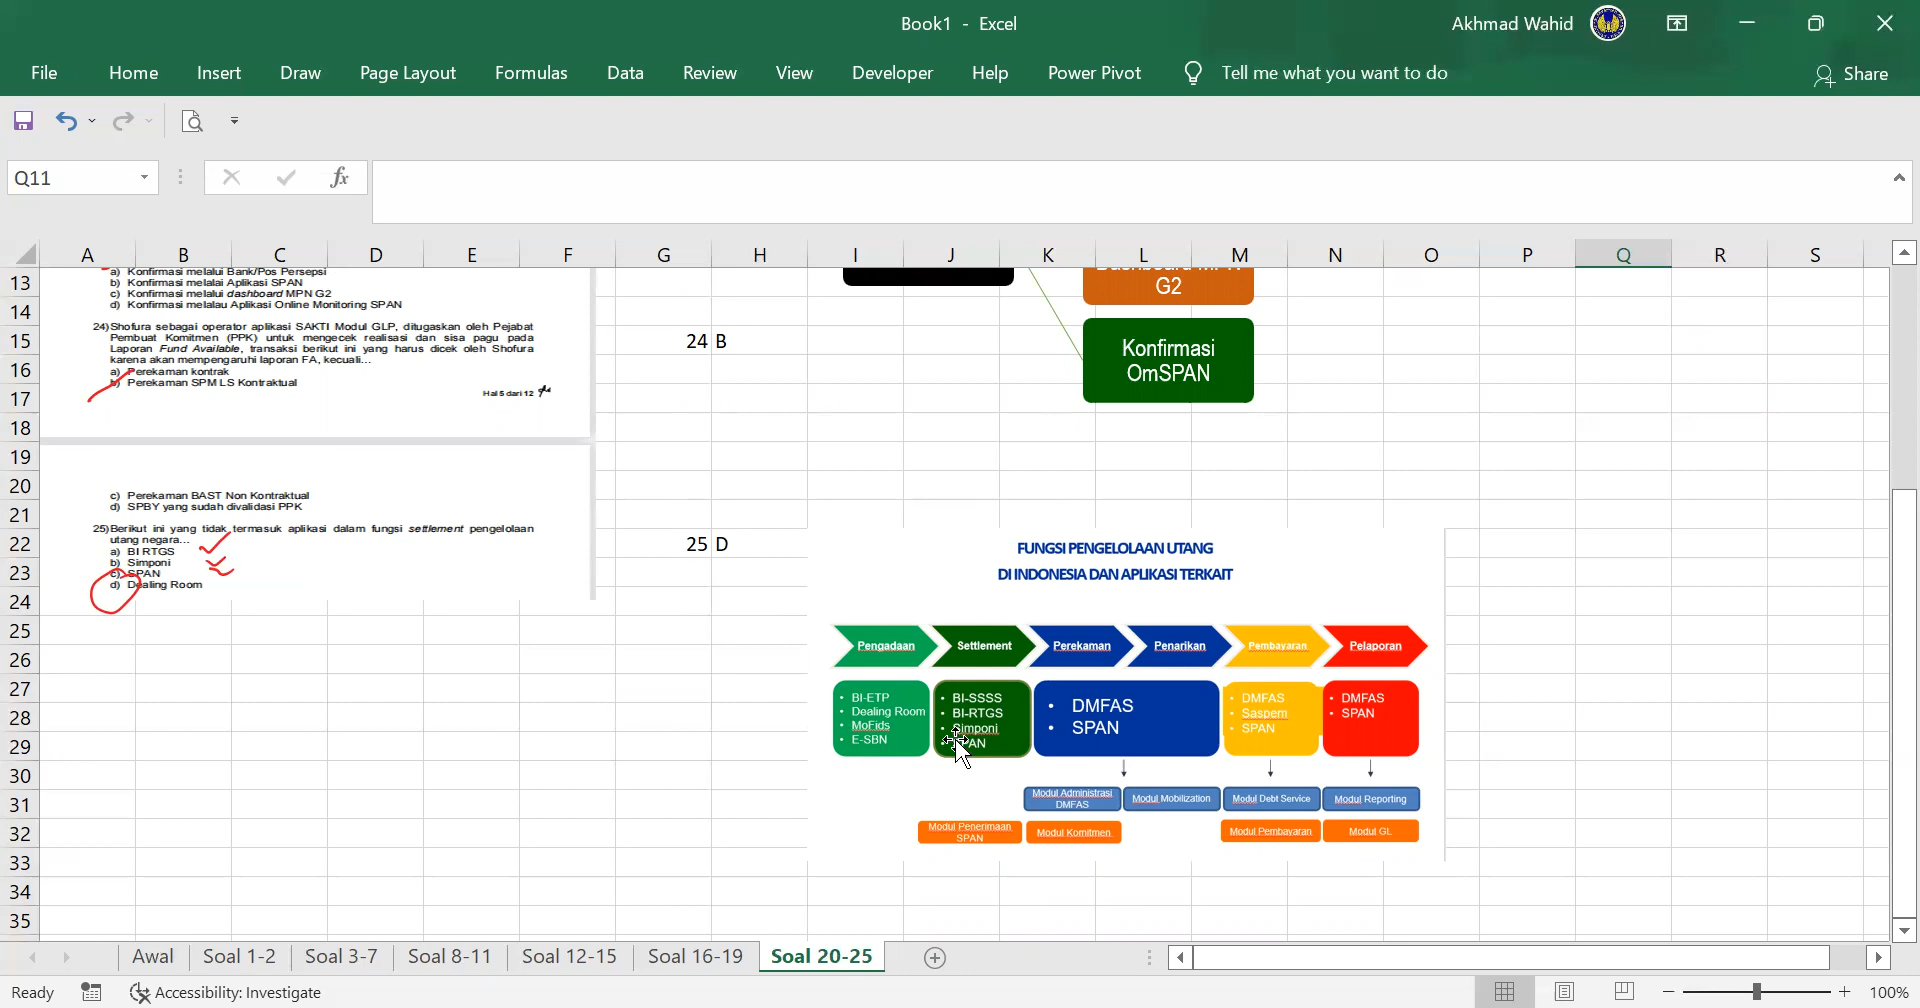 Book1 - Excel
Akhmad Wahid
File Home Insert Draw Page Layout Formulas Data Review View Developer Help Power Pivot Tell me what you want to do Share
Q11
fx
A B C D E F G H I J K L M N O P Q R S
13
14
15
16
17
18
19
20
21
22
23
24
25
26
27
28
29
30
31
32
33
34
35
a) Konfirmasi melalui Bank/Pos Persepsi
b) Konfirmasi melalai Aplikasi SPAN
c) Konfirmasi melalui dashboard MPN G2
d) Konfirmasi melalau Aplikasi Online Monitoring SPAN
24) Shofura sebagai operator aplikasi SAKTI Modul GLP, ditugaskan oleh Pejabat
Pembuat Komitmen (PPK) untuk mengecek realisasi dan sisa pagu pada
Laporan Fund Available, transaksi berikut ini yang harus dicek oleh Shofura
karena akan mempengaruhi laporan FA, kecuali...
a) Perekaman kontrak
b) Perekaman SPM LS Kontraktual
Hal 5 dari 12
c) Perekaman BAST Non Kontraktual
d) SPBY yang sudah divalidasi PPK
25) Berikut ini yang tidak termasuk aplikasi dalam fungsi settlement pengelolaan
utang negara...
a) BI RTGS
b) Simponi
c) SPAN
d) Dealing Room
24 B
25 D
Dashboard MPN
G2
Konfirmasi
OmSPAN
FUNGSI PENGELOLAAN UTANG
DI INDONESIA DAN APLIKASI TERKAIT
Pengadaan Settlement Perekaman Penarikan Pembayaran Pelaporan
• BI-ETP
• Dealing Room
• MoFids
• E-SBN
• BI-SSSS
• BI-RTGS
• Simponi
• SPAN
• DMFAS
• SPAN
• DMFAS
• Saspem
• SPAN
• DMFAS
• SPAN
Modul Administrasi
DMFAS
Modul Mobilization
Modul Debt Service
Modul Reporting
Modul Penerimaan
SPAN
Modul Komitmen
Modul Pembayaran
Modul GL
Awal Soal 1-2 Soal 3-7 Soal 8-11 Soal 12-15 Soal 16-19 Soal 20-25
Ready Accessibility: Investigate 100%